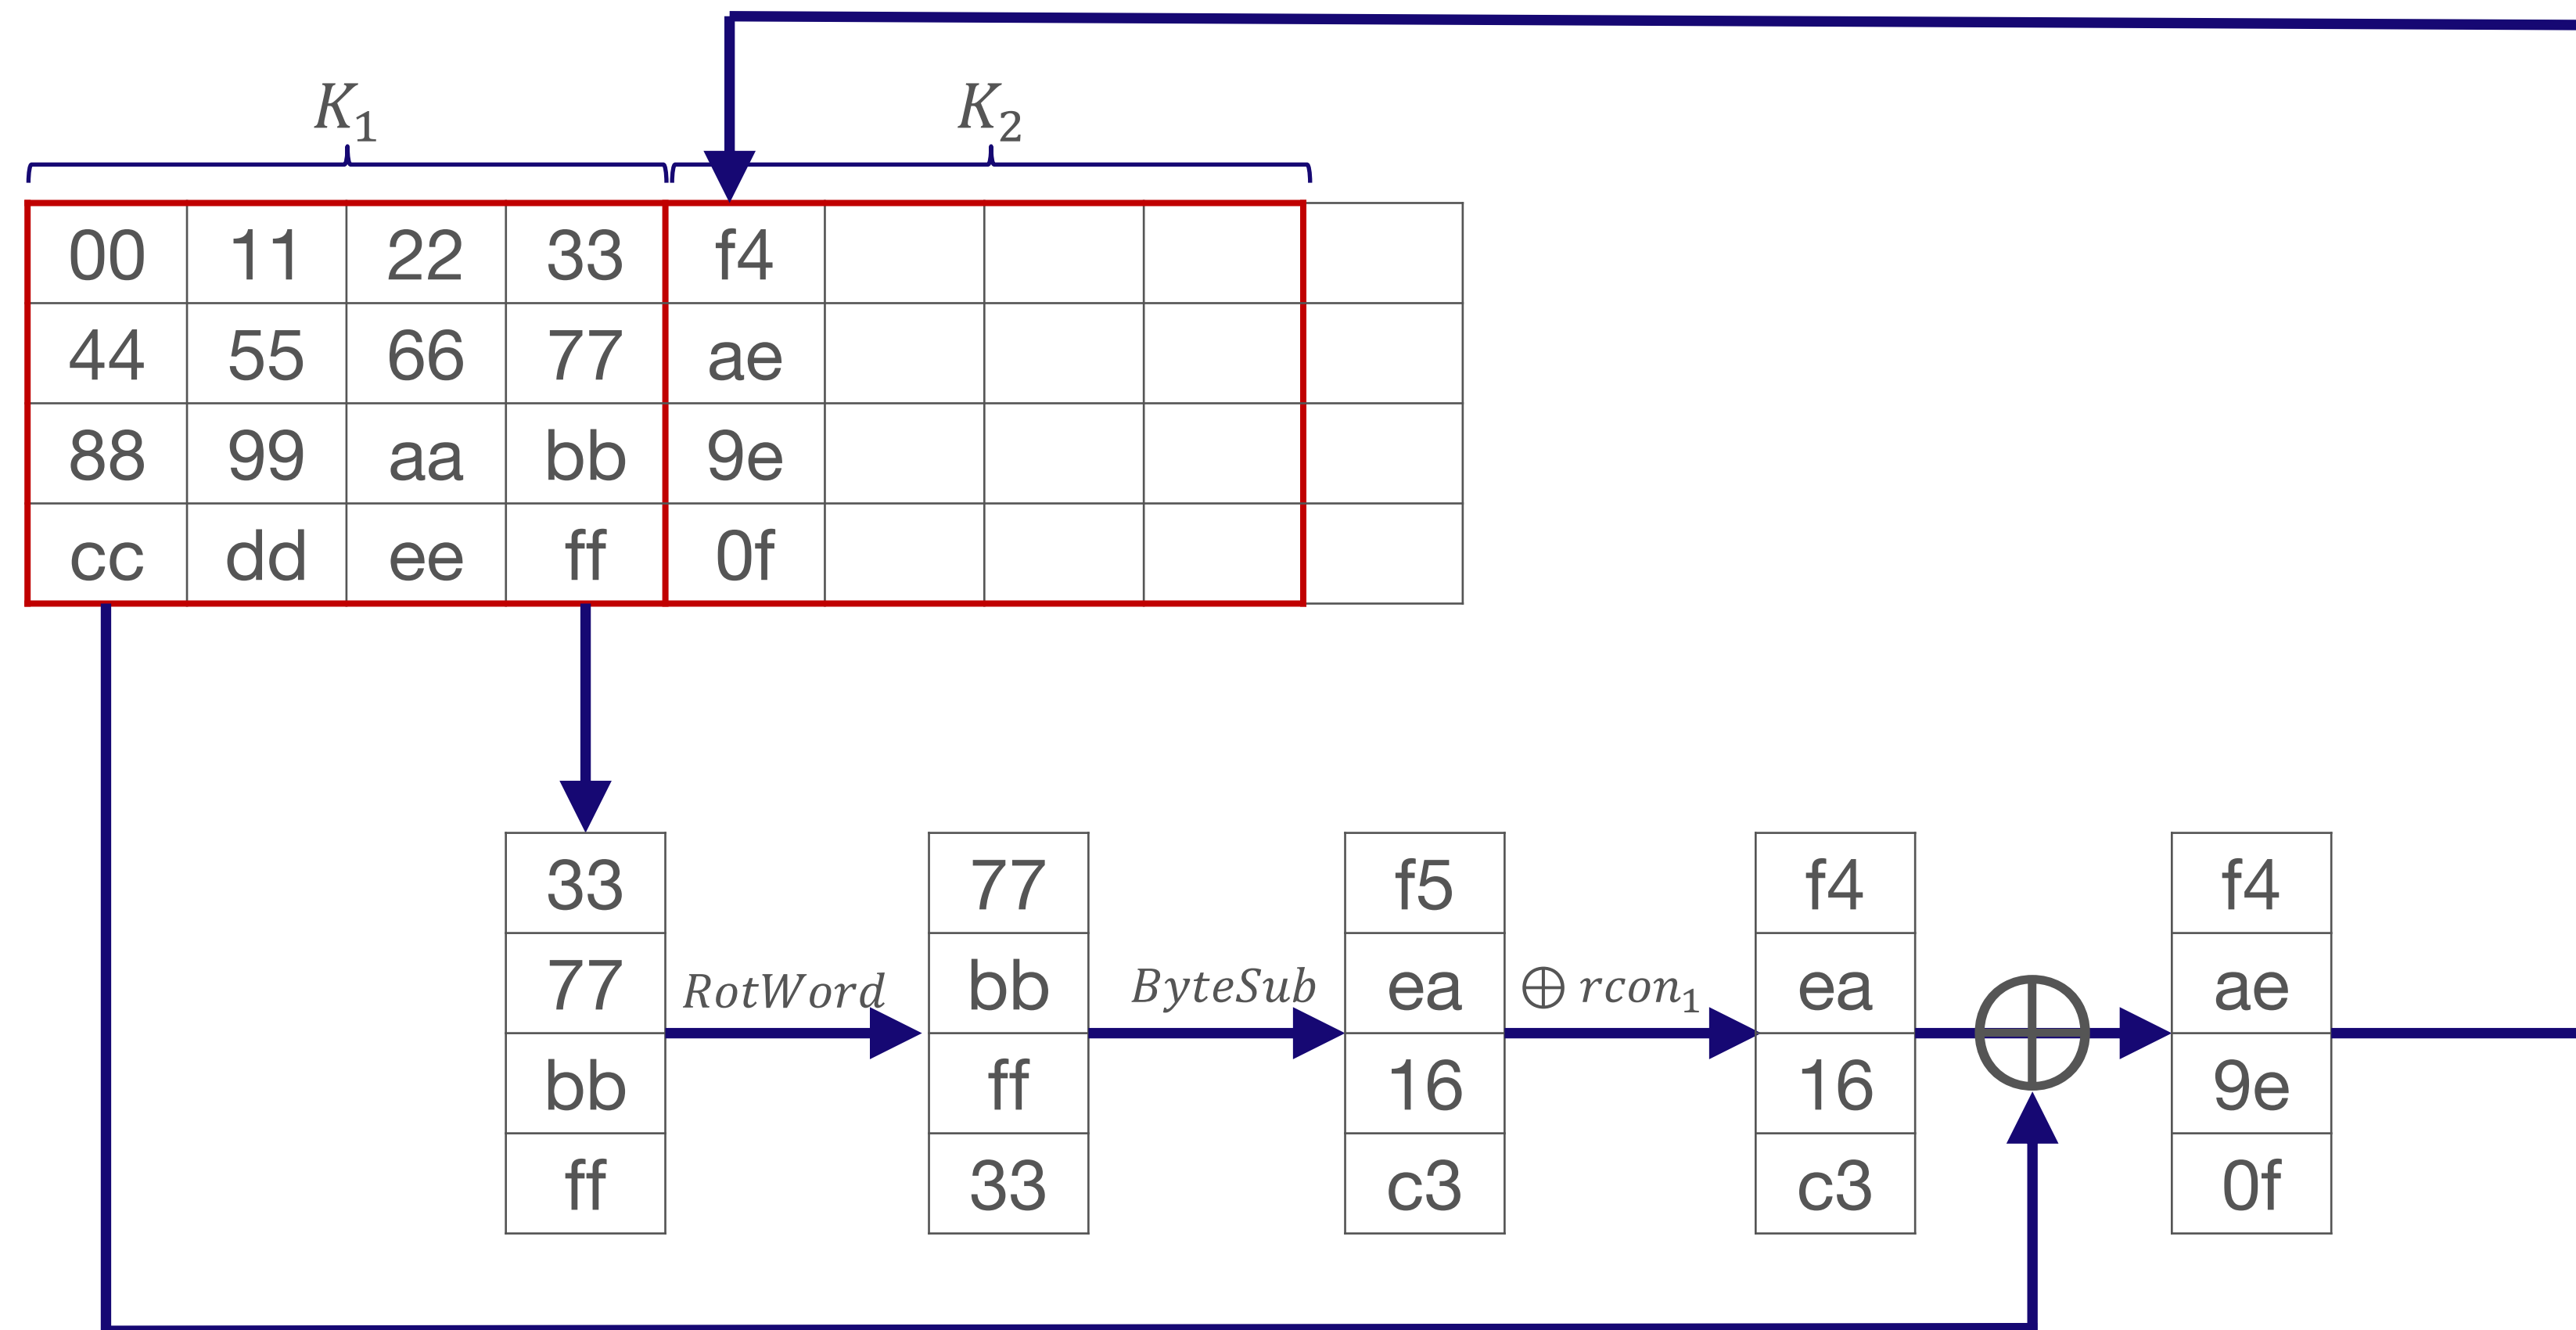 K₁ K₂
00 11 22 33 f4
44 55 66 77 ae
88 99 aa bb 9e
cc dd ee ff 0f
33 77 f5 f4 f4
77 RotWord bb ByteSub ea ⊕ rcon₁ ea ae
bb ff 16 16 ⊕ 9e
ff 33 c3 c3 0f